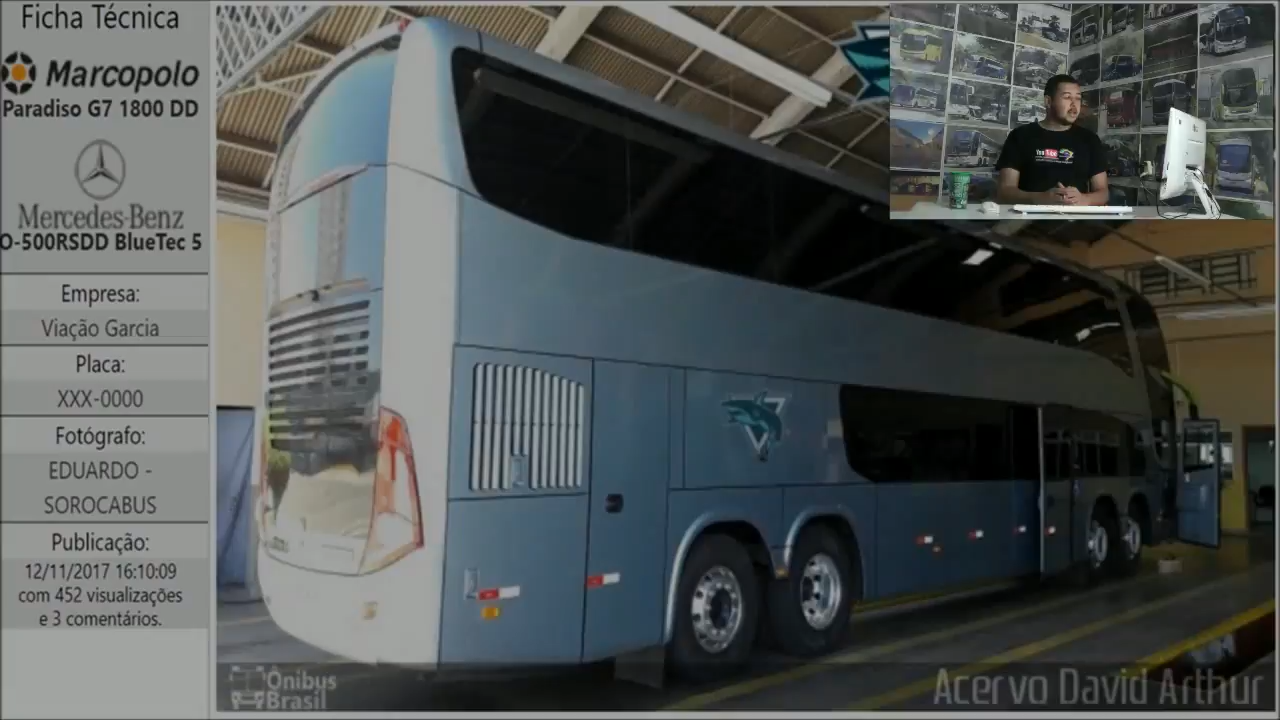 Ficha Técnica
Marcopolo
Paradiso G7 1800 DD
Mercedes-Benz
O-500RSDD BlueTec 5
Empresa:
Viação Garcia
Placa:
XXX-0000
Fotógrafo:
EDUARDO -
SOROCABUS
Publicação:
12/11/2017 16:10:09
com 452 visualizações
e 3 comentários.
Ônibus
Brasil
Acervo David Arthur
You Tube